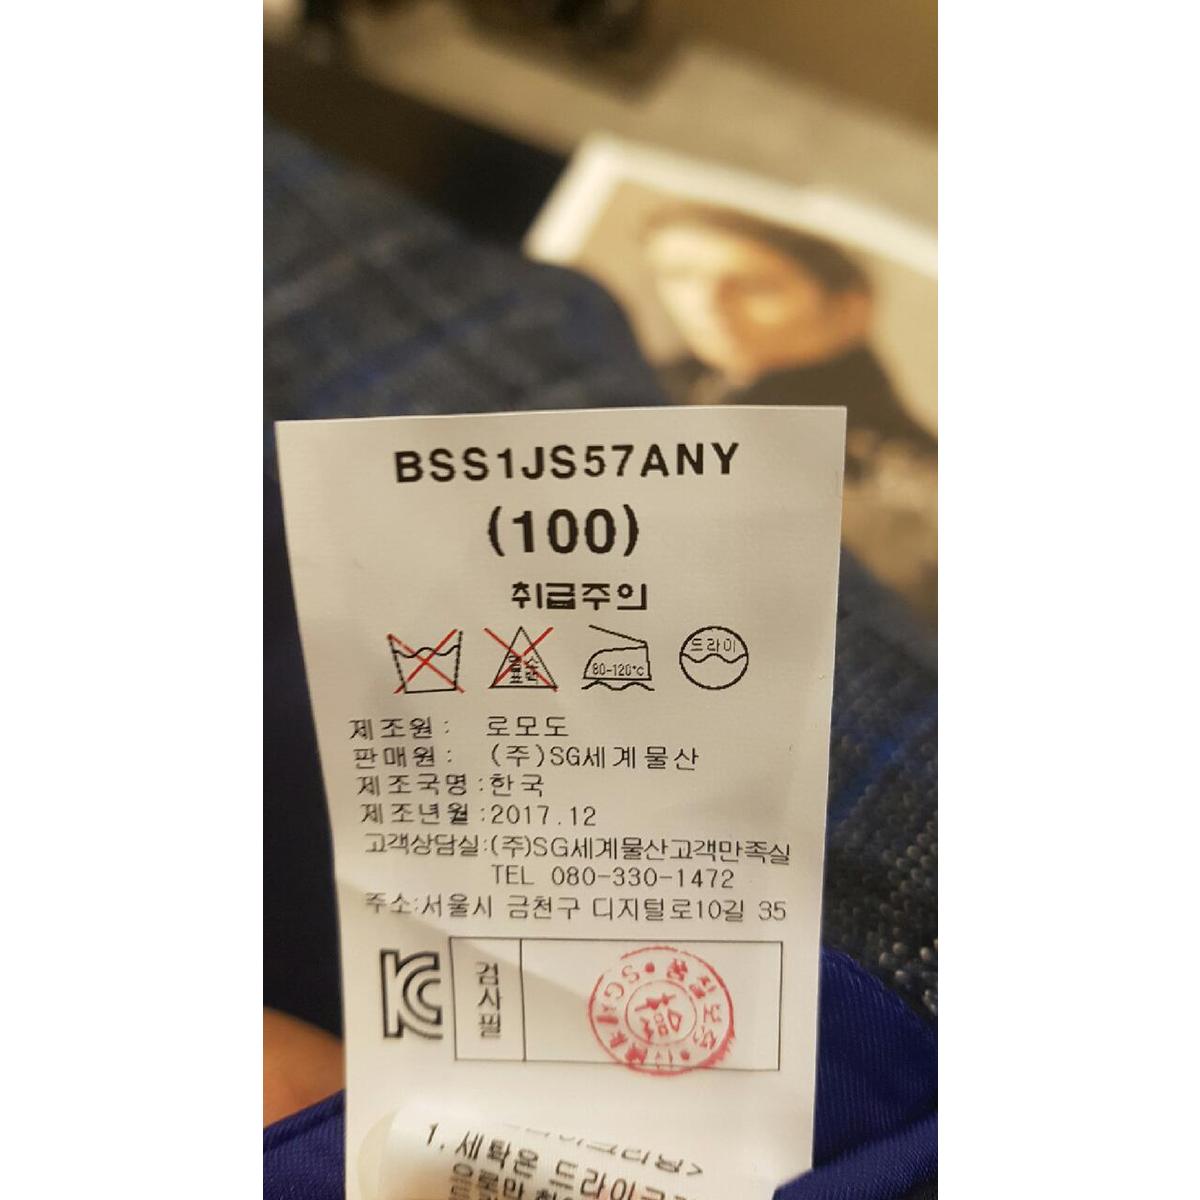 BSS1JS57ANY
(100)
취급주의
염소
표백
80-120°C
드라이
제조원 : 로모도
판매원 : (주)SG세계물산
제조국명 :한국
제조년월 :2017.12
고객상담실:(주)SG세계물산고객만족실
TEL 080-330-1472
주소:서울시 금천구 디지털로10길 35
검사필
1. 세탁은 드라이